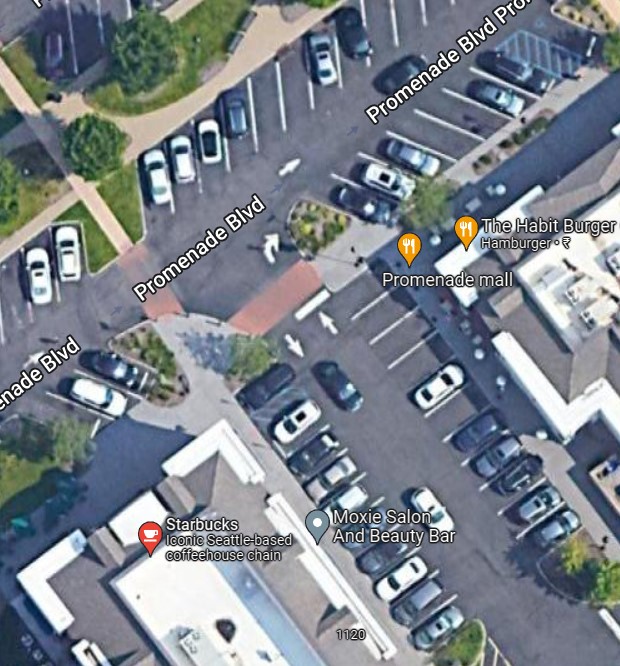 Promenade Blvd Pro
Promenade Blvd
enade Blvd
The Habit Burger
Hamburger • ₹
Promenade mall
Starbucks
Iconic Seattle-based
coffeehouse chain
Moxie Salon
And Beauty Bar
1120